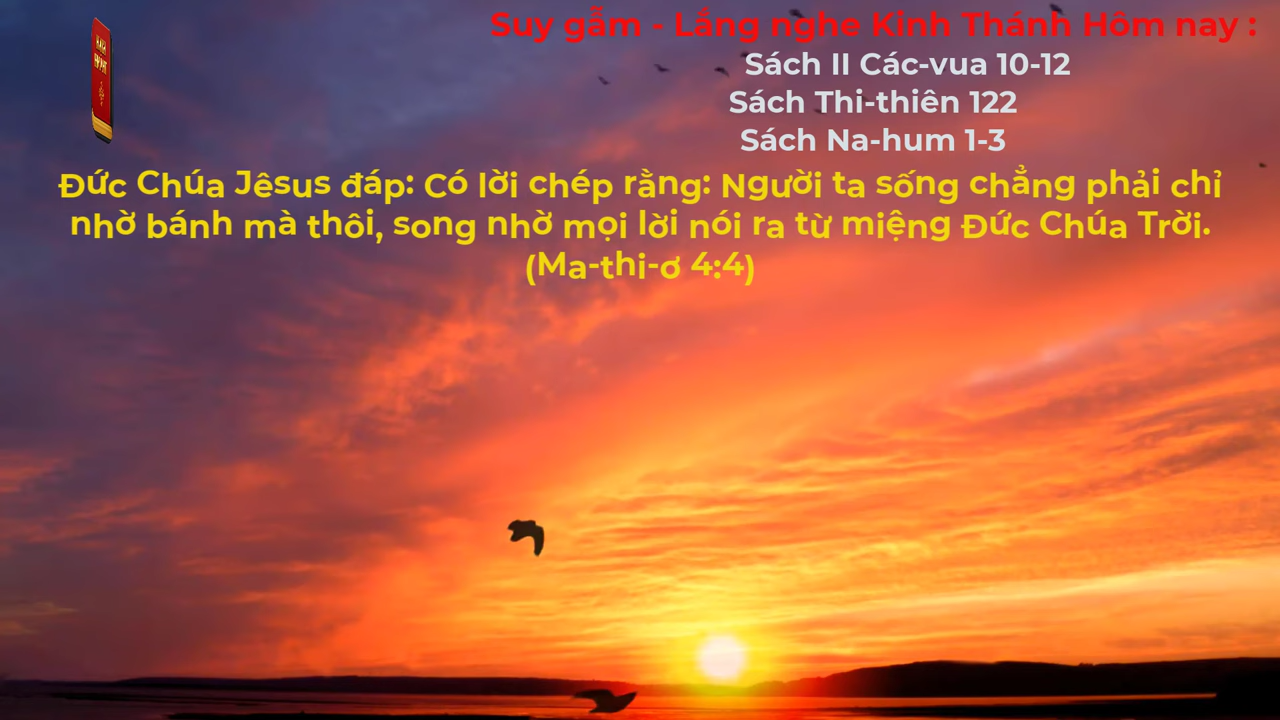 Suy gẫm - Lắng nghe Kinh Thánh Hôm nay :
Sách II Các-vua 10-12
Sách Thi-thiên 122
Sách Na-hum 1-3
Đức Chúa Jêsus đáp: Có lời chép rằng: Người ta sống chẳng phải chỉ
nhờ bánh mà thôi, song nhờ mọi lời nói ra từ miệng Đức Chúa Trời.
(Ma-thi-ơ 4:4)